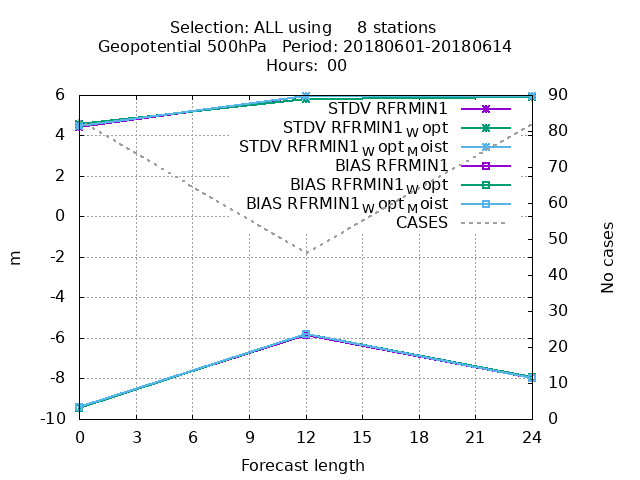 Selection: ALL using 8 stations
Geopotential 500hPa Period: 20180601-20180614
Hours: 00
6 90
STDV RFRMIN1
STDV RFRMIN1_W opt
STDV RFRMIN1_W opt_M oist
BIAS RFRMIN1
BIAS RFRMIN1_W opt
BIAS RFRMIN1_W opt_M oist
CASES
4
2
0
-2
-4
-6
-8
-10
80
70
60
50
40
30
20
10
0
m
No cases
0 3 6 9 12 15 18 21 24
Forecast length